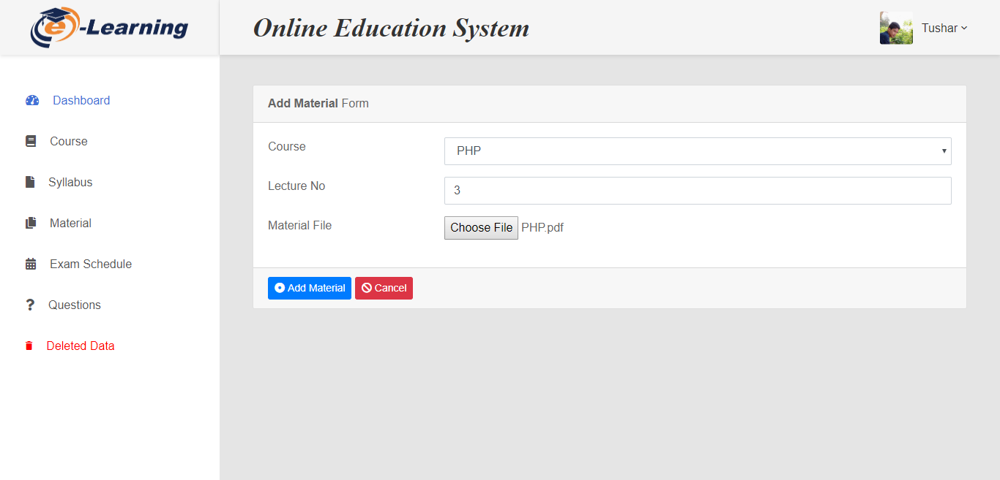 e-Learning
Online Education System
Tushar
Dashboard
Course
Syllabus
Material
Exam Schedule
Questions
Deleted Data
Add Material Form
Course
PHP
Lecture No
3
Material File
Choose File PHP.pdf
Add Material Cancel